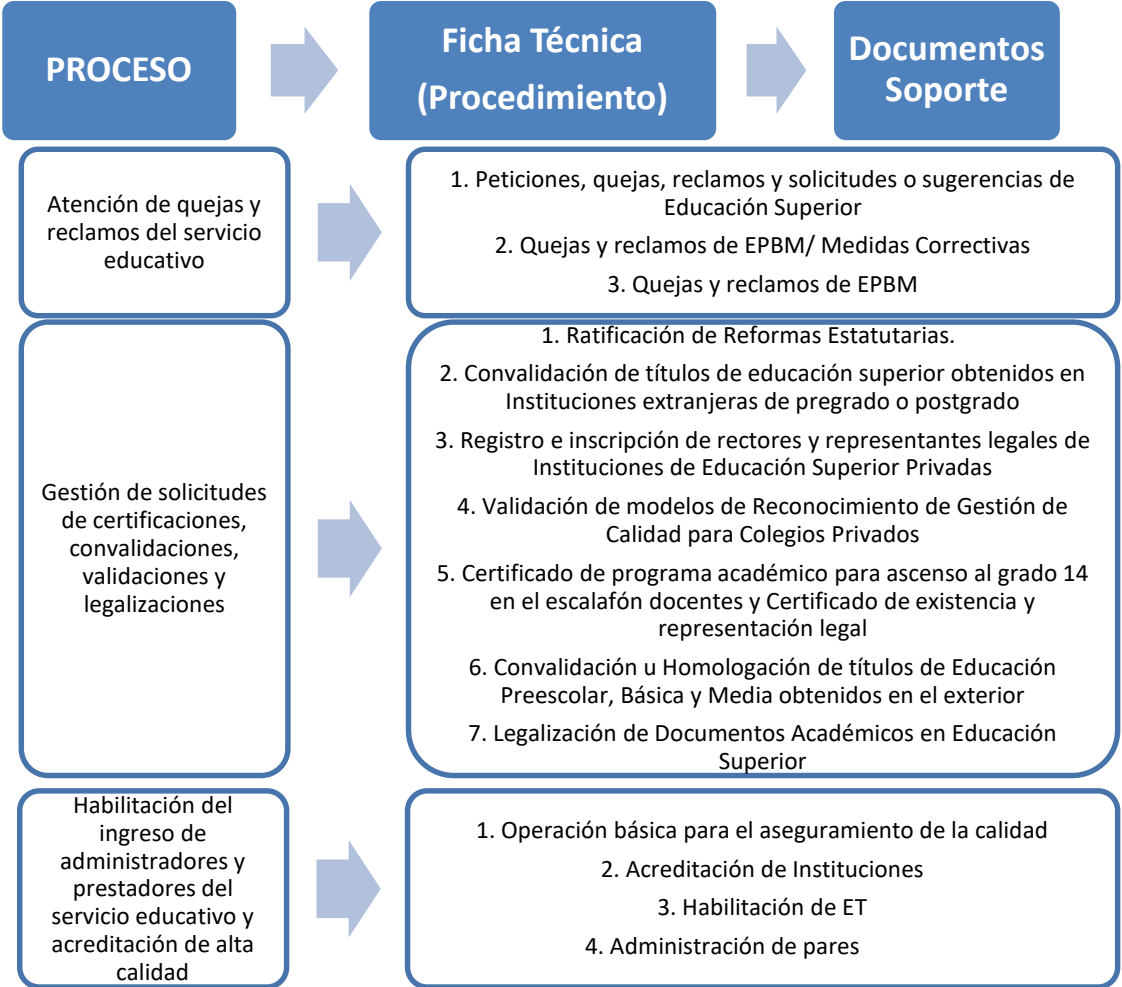 PROCESO
Ficha Técnica
(Procedimiento)
Documentos
Soporte
Atención de quejas y
reclamos del servicio
educativo
1. Peticiones, quejas, reclamos y solicitudes o sugerencias de
Educación Superior
2. Quejas y reclamos de EPBM/ Medidas Correctivas
3. Quejas y reclamos de EPBM
Gestión de solicitudes
de certificaciones,
convalidaciones,
validaciones y
legalizaciones
1. Ratificación de Reformas Estatutarias.
2. Convalidación de títulos de educación superior obtenidos en
Instituciones extranjeras de pregrado o postgrado
3. Registro e inscripción de rectores y representantes legales de
Instituciones de Educación Superior Privadas
4. Validación de modelos de Reconocimiento de Gestión de
Calidad para Colegios Privados
5. Certificado de programa académico para ascenso al grado 14
en el escalafón docentes y Certificado de existencia y
representación legal
6. Convalidación u Homologación de títulos de Educación
Preescolar, Básica y Media obtenidos en el exterior
7. Legalización de Documentos Académicos en Educación
Superior
Habilitación del
ingreso de
administradores y
prestadores del
servicio educativo y
acreditación de alta
calidad
1. Operación básica para el aseguramiento de la calidad
2. Acreditación de Instituciones
3. Habilitación de ET
4. Administración de pares